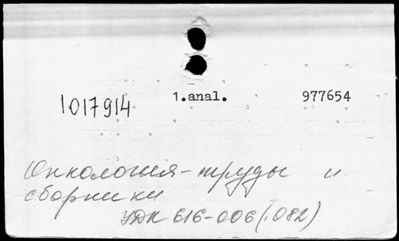 1017914 1.anal. 977654
Онкология - труды и
сборники
УДК 616-006(082)